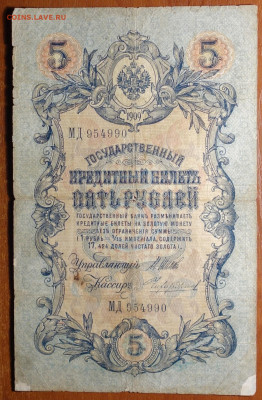 COINS.LAVE.RU
5 5
1909
МД 954990
ГОСУДАРСТВЕННЫЙ
КРЕДИТНЫЙ БИЛЕТЪ
ПЯТЬ РУБЛЕЙ
ГОСУДАРСТВЕННЫЙ БАНКЪ РАЗМѢНИВАЕТЪ
КРЕДИТНЫЕ БИЛЕТЫ НА ЗОЛОТУЮ МОНЕТУ
БЕЗЪ ОГРАНИЧЕНІЯ СУММЫ
(1 РУБЛЬ = 1/15 ИМПЕРІАЛА, СОДЕРЖИТЪ
17,424 ДОЛЕЙ ЧИСТАГО ЗОЛОТА)
Управляющій
Кассиръ
МД 954990
5